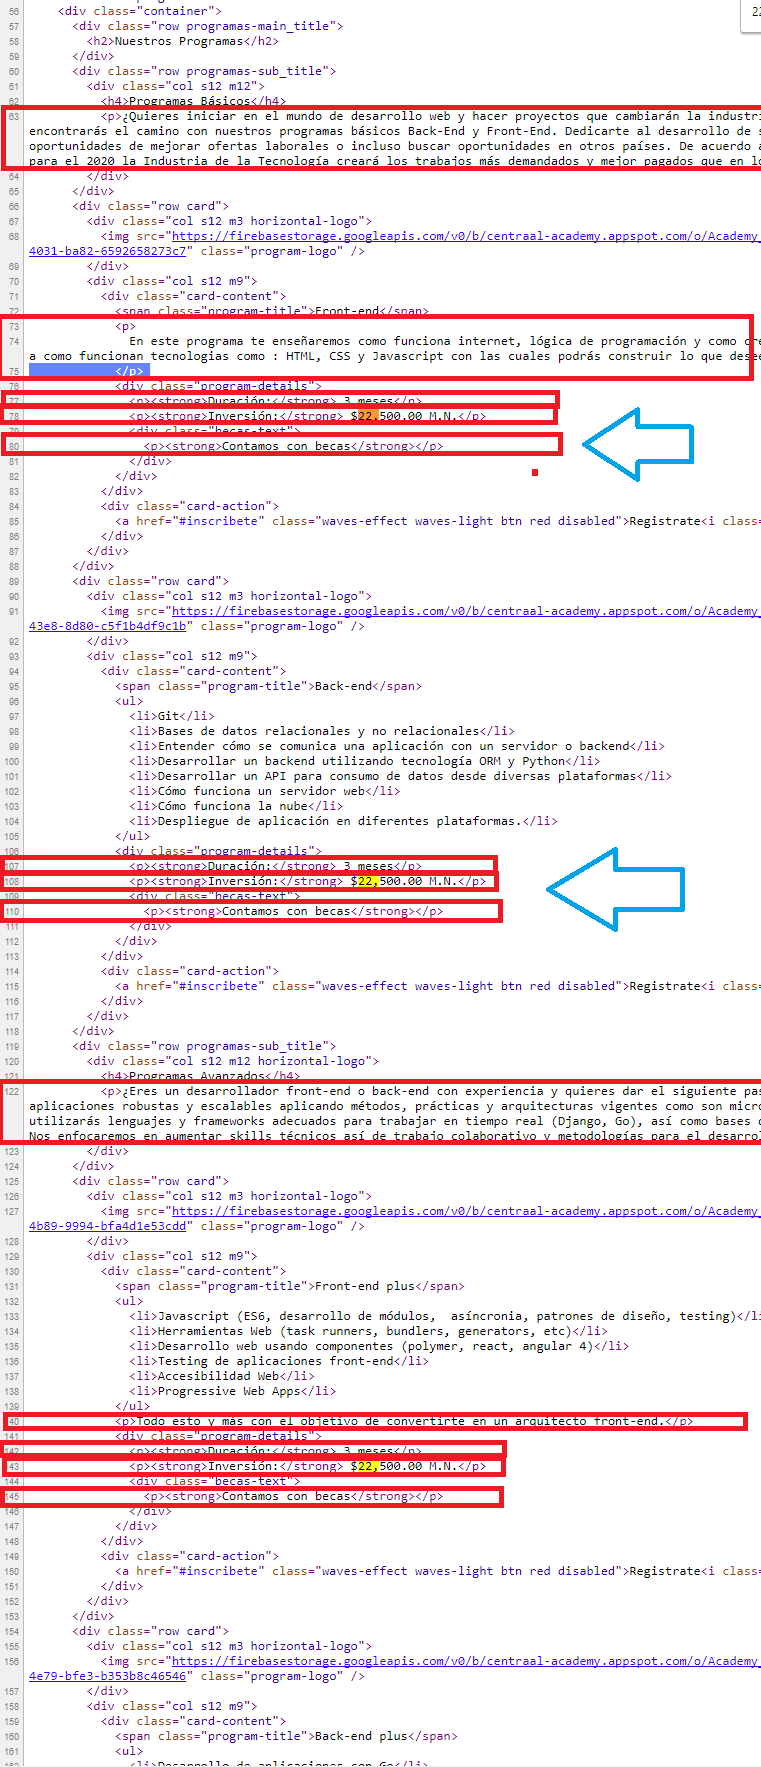 22
56 <div class="container">
57 <div class="row programas-main_title">
58 <h2>Nuestros Programas</h2>
59 </div>
60 <div class="row programas-sub_title">
61 <div class="col s12 m12">
62 <h4>Programas Básicos</h4>
63 <p>¿Quieres iniciar en el mundo de desarrollo web y hacer proyectos que cambiarán la industri
encontrarás el camino con nuestros programas básicos Back-End y Front-End. Dedicarte al desarrollo de s
oportunidades de mejorar ofertas laborales o incluso buscar oportunidades en otros países. De acuerdo a
para el 2020 la Industria de la Tecnología creará los trabajos más demandados y mejor pagados que en lo
64 </div>
65 </div>
66 <div class="row card">
67 <div class="col s12 m3 horizontal-logo">
68 <img src="https://firebasestorage.googleapis.com/v0/b/centraal-academy.appspot.com/o/Academy_
4031-ba82-6592658273c7" class="program-logo" />
69 </div>
70 <div class="col s12 m9">
71 <div class="card-content">
72 <span class="program-title">Front-end</span>
73 <p>
74 En este programa te enseñaremos como funciona internet, lógica de programación y como cre
a como funcionan tecnologias como : HTML, CSS y Javascript con las cuales podrás construir lo que dese
75 </p>
76 <div class="program-details">
77 <p><strong>Duración:</strong> 3 meses</p>
78 <p><strong>Inversión:</strong> $22,500.00 M.N.</p>
79 <div class="becas-text">
80 <p><strong>Contamos con becas</strong></p>
81 </div>
82 </div>
83 </div>
84 <div class="card-action">
85 <a href="#inscribete" class="waves-effect waves-light btn red disabled">Registrate<i class=
86 </div>
87 </div>
88 </div>
89 <div class="row card">
90 <div class="col s12 m3 horizontal-logo">
91 <img src="https://firebasestorage.googleapis.com/v0/b/centraal-academy.appspot.com/o/Academy_
43e8-8d80-c5f1b4df9c1b" class="program-logo" />
92 </div>
93 <div class="col s12 m9">
94 <div class="card-content">
95 <span class="program-title">Back-end</span>
96 <ul>
97 <li>Git</li>
98 <li>Bases de datos relacionales y no relacionales</li>
99 <li>Entender cómo se comunica una aplicación con un servidor o backend</li>
100 <li>Desarrollar un backend utilizando tecnología ORM y Python</li>
101 <li>Desarrollar un API para consumo de datos desde diversas plataformas</li>
102 <li>Cómo funciona un servidor web</li>
103 <li>Cómo funciona la nube</li>
104 <li>Despliegue de aplicación en diferentes plataformas.</li>
105 </ul>
106 <div class="program-details">
107 <p><strong>Duración:</strong> 3 meses</p>
108 <p><strong>Inversión:</strong> $22,500.00 M.N.</p>
109 <div class="becas-text">
110 <p><strong>Contamos con becas</strong></p>
111 </div>
112 </div>
113 </div>
114 <div class="card-action">
115 <a href="#inscribete" class="waves-effect waves-light btn red disabled">Registrate<i class=
116 </div>
117 </div>
118 </div>
119 <div class="row programas-sub_title">
120 <div class="col s12 m12 horizontal-logo">
121 <h4>Programas Avanzados</h4>
122 <p>¿Eres un desarrollador front-end o back-end con experiencia y quieres dar el siguiente pas
aplicaciones robustas y escalables aplicando métodos, prácticas y arquitecturas vigentes como son micro
utilizarás lenguajes y frameworks adecuados para trabajar en tiempo real (Django, Go), así como bases
Nos enfocaremos en aumentar skills técnicos así de trabajo colaborativo y metodologías para el desarrol
123 </div>
124 </div>
125 <div class="row card">
126 <div class="col s12 m3 horizontal-logo">
127 <img src="https://firebasestorage.googleapis.com/v0/b/centraal-academy.appspot.com/o/Academy_
4b89-9994-bfa4d1e53cdd" class="program-logo" />
128 </div>
129 <div class="col s12 m9">
130 <div class="card-content">
131 <span class="program-title">Front-end plus</span>
132 <ul>
133 <li>Javascript (ES6, desarrollo de módulos,  asíncronia, patrones de diseño, testing)</li
134 <li>Herramientas Web (task runners, bundlers, generators, etc)</li>
135 <li>Desarrollo web usando componentes (polymer, react, angular 4)</li>
136 <li>Testing de aplicaciones front-end</li>
137 <li>Accesibilidad Web</li>
138 <li>Progressive Web Apps</li>
139 </ul>
40 <p>Todo esto y más con el objetivo de convertirte en un arquitecto front-end.</p>
141 <div class="program-details">
142 <p><strong>Duración:</strong> 3 meses</p>
43 <p><strong>Inversión:</strong> $22,500.00 M.N.</p>
144 <div class="becas-text">
145 <p><strong>Contamos con becas</strong></p>
146 </div>
147 </div>
148 </div>
149 <div class="card-action">
150 <a href="#inscribete" class="waves-effect waves-light btn red disabled">Registrate<i class=
151 </div>
152 </div>
153 </div>
154 <div class="row card">
155 <div class="col s12 m3 horizontal-logo">
156 <img src="https://firebasestorage.googleapis.com/v0/b/centraal-academy.appspot.com/o/Academy_
4e79-bfe3-b353b8c46546" class="program-logo" />
157 </div>
158 <div class="col s12 m9">
159 <div class="card-content">
160 <span class="program-title">Back-end plus</span>
161 <ul>
162 <li>Desarrollo de aplicaciones con Go</li>